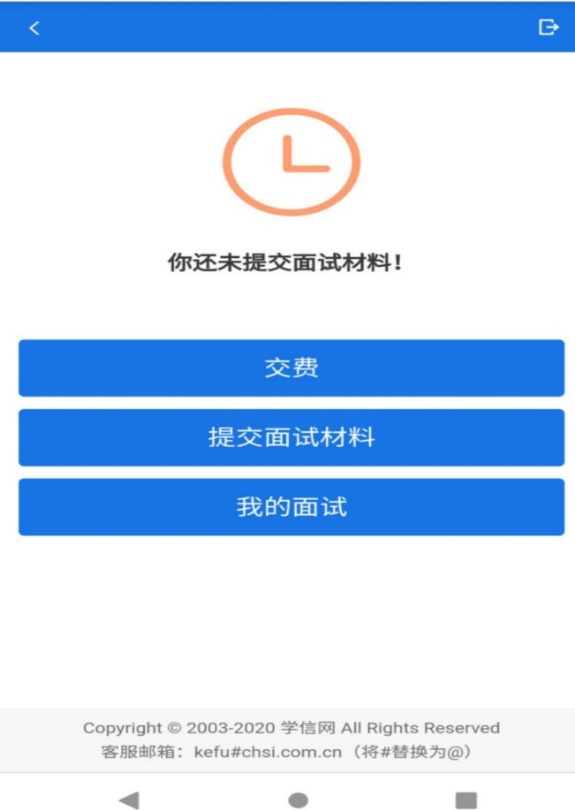 你还未提交面试材料!
交费
提交面试材料
我的面试
Copyright © 2003-2020 学信网 All Rights Reserved
客服邮箱：kefu#chsi.com.cn（将#替换为@）